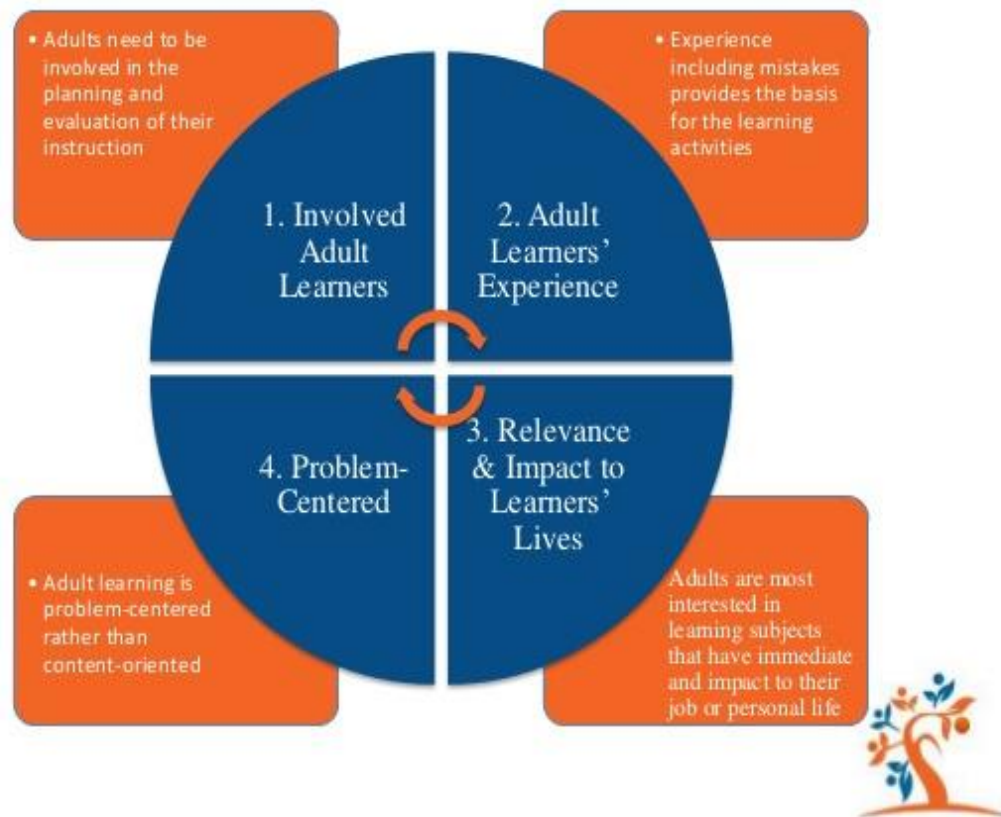 • Adults need to be
involved in the
planning and
evaluation of their
instruction
• Experience
including mistakes
provides the basis
for the learning
activities
1. Involved
Adult
Learners
2. Adult
Learners’
Experience
4. Problem-
Centered
3. Relevance
& Impact to
Learners’
Lives
• Adult learning is
problem-centered
rather than
content-oriented
Adults are most
interested in
learning subjects
that have immediate
and impact to their
job or personal life